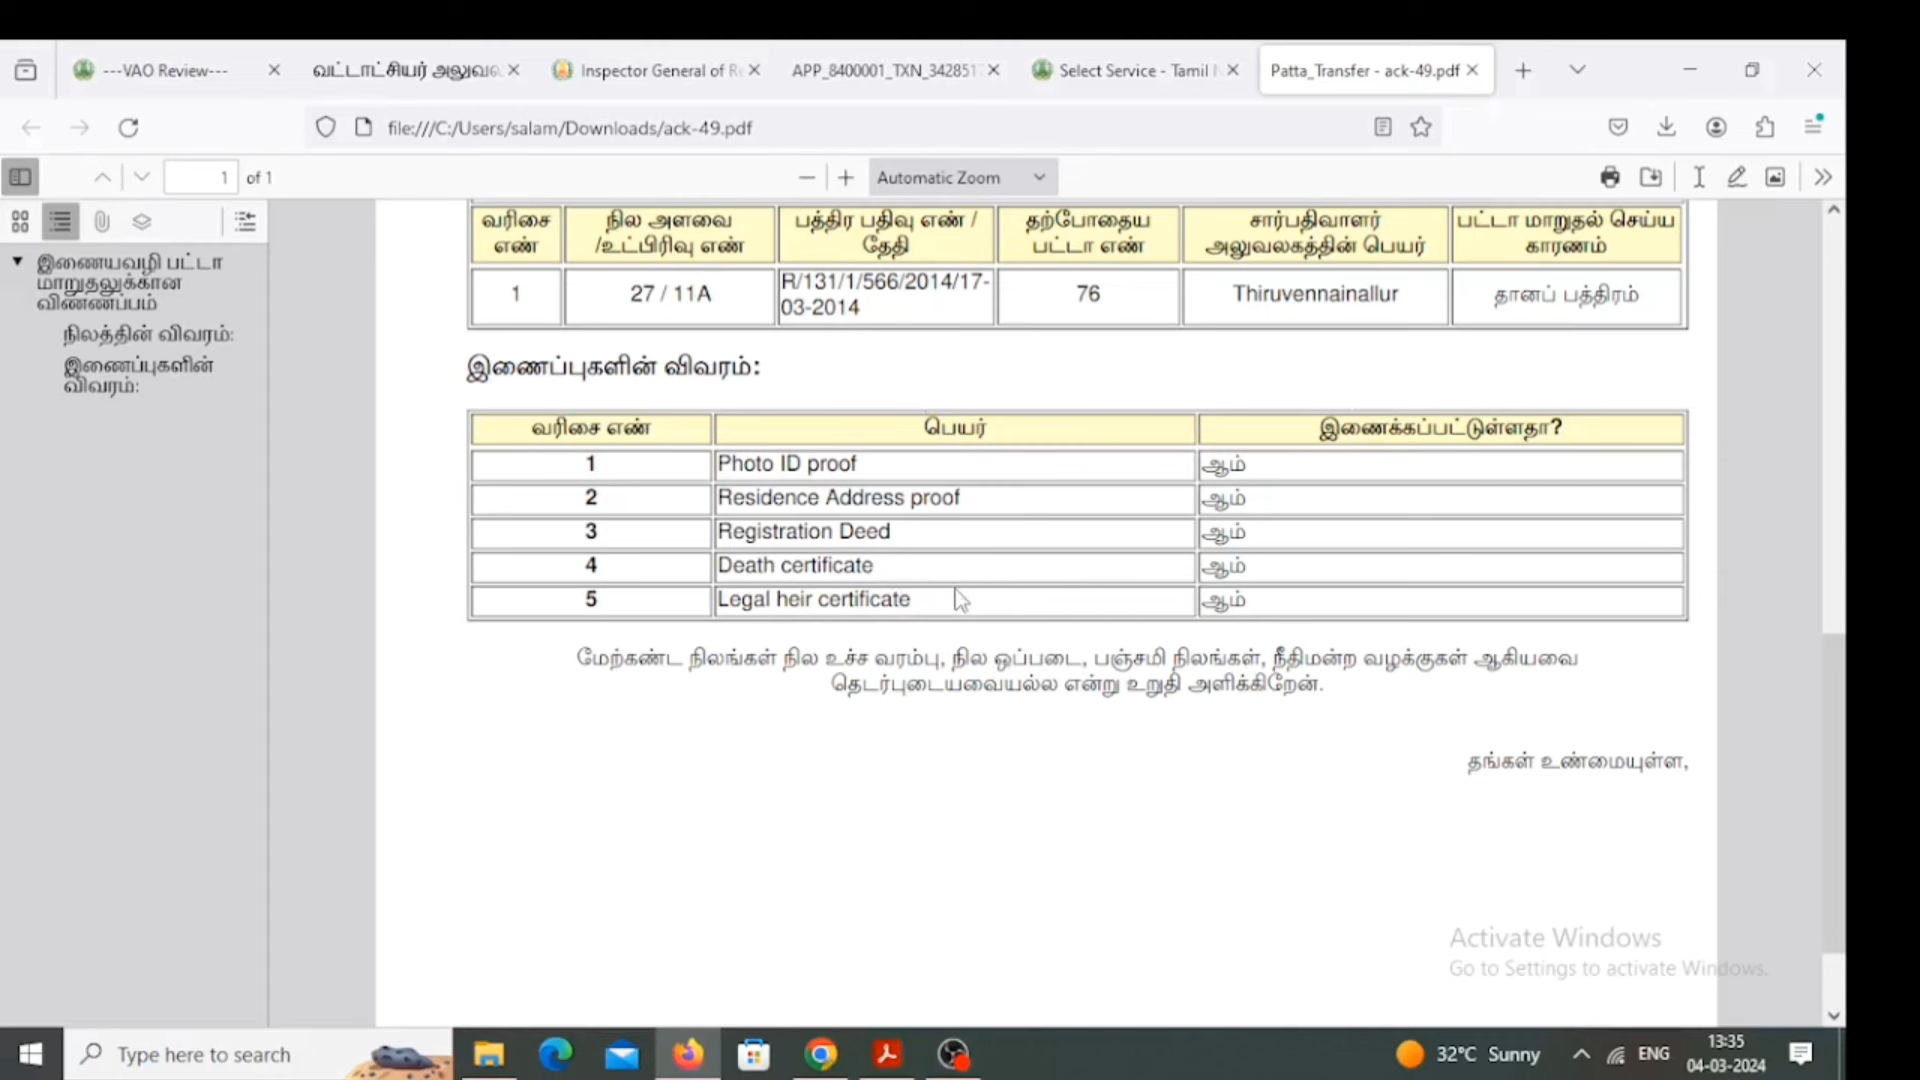 ---VAO Review---
வட்டாட்சியர் அலுவல
Inspector General of Re
APP_8400001_TXN_3428517
Select Service - Tamil N
Patta_Transfer - ack-49.pdf
file:///C:/Users/salam/Downloads/ack-49.pdf
1 of 1
Automatic Zoom
இணையவழி பட்டா
மாறுதலுக்கான
விண்ணப்பம்
நிலத்தின் விவரம்:
இணைப்புகளின்
விவரம்:
வரிசை எண் நில அளவை /உட்பிரிவு எண் பத்திர பதிவு எண் / தேதி தற்போதைய பட்டா எண் சார்பதிவாளர் அலுவலகத்தின் பெயர் பட்டா மாறுதல் செய்ய காரணம்
1 27 / 11A R/131/1/566/2014/17-03-2014 76 Thiruvennainallur தானப் பத்திரம்
இணைப்புகளின் விவரம்:
வரிசை எண் பெயர் இணைக்கப்பட்டுள்ளதா?
1 Photo ID proof ஆம்
2 Residence Address proof ஆம்
3 Registration Deed ஆம்
4 Death certificate ஆம்
5 Legal heir certificate ஆம்
மேற்கண்ட நிலங்கள் நில உச்ச வரம்பு, நில ஒப்படை, பஞ்சமி நிலங்கள், நீதிமன்ற வழக்குகள் ஆகியவை
தெடர்புடையவையல்ல என்று உறுதி அளிக்கிறேன்.
தங்கள் உண்மையுள்ள,
Activate Windows
Go to Settings to activate Windows.
Type here to search
32°C Sunny
ENG
13:35
04-03-2024